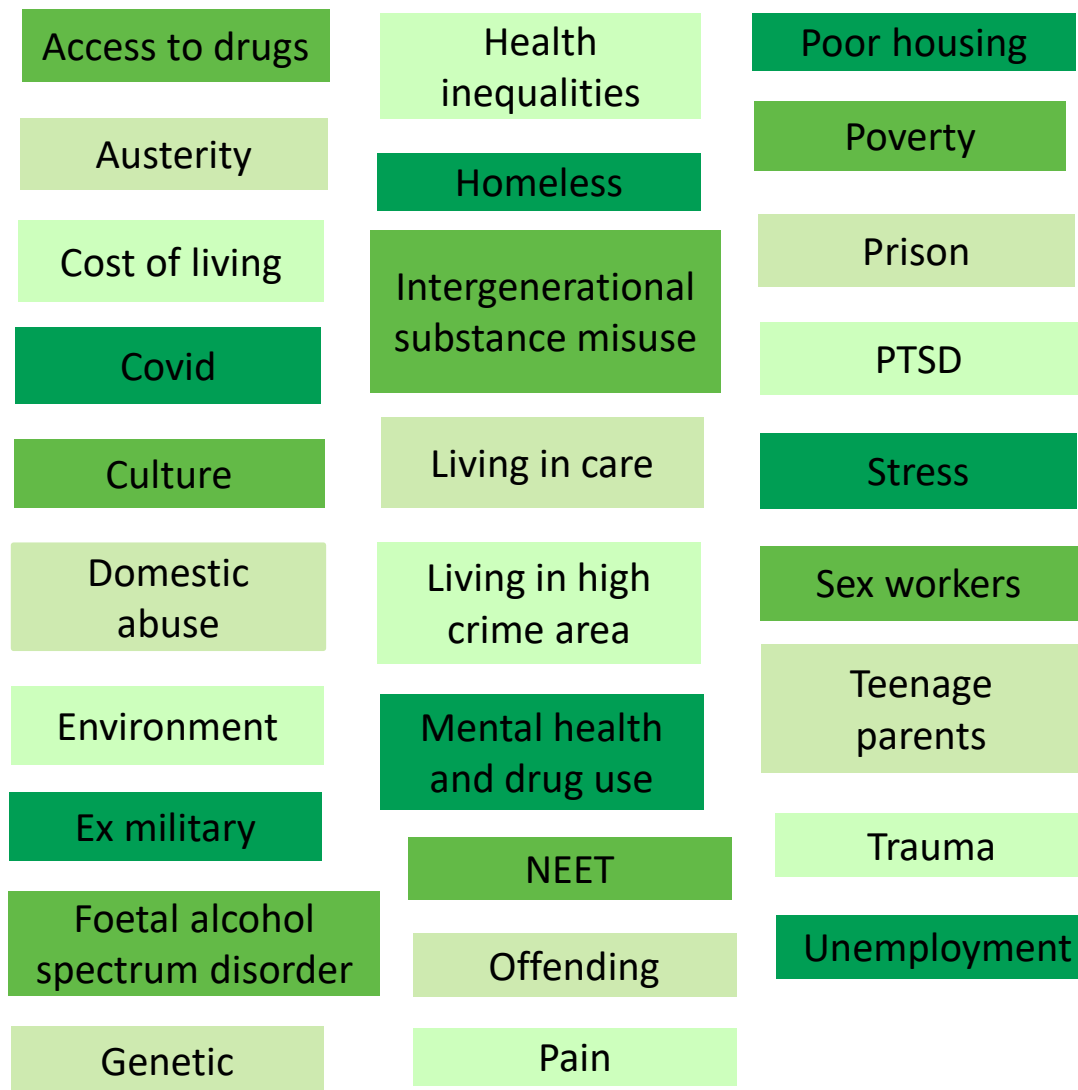 Access to drugs
Austerity
Cost of living
Covid
Culture
Domestic
abuse
Environment
Ex military
Foetal alcohol
spectrum disorder
Genetic
Health
inequalities
Homeless
Intergenerational
substance misuse
Living in care
Living in high
crime area
Mental health
and drug use
NEET
Offending
Pain
Poor housing
Poverty
Prison
PTSD
Stress
Sex workers
Teenage
parents
Trauma
Unemployment